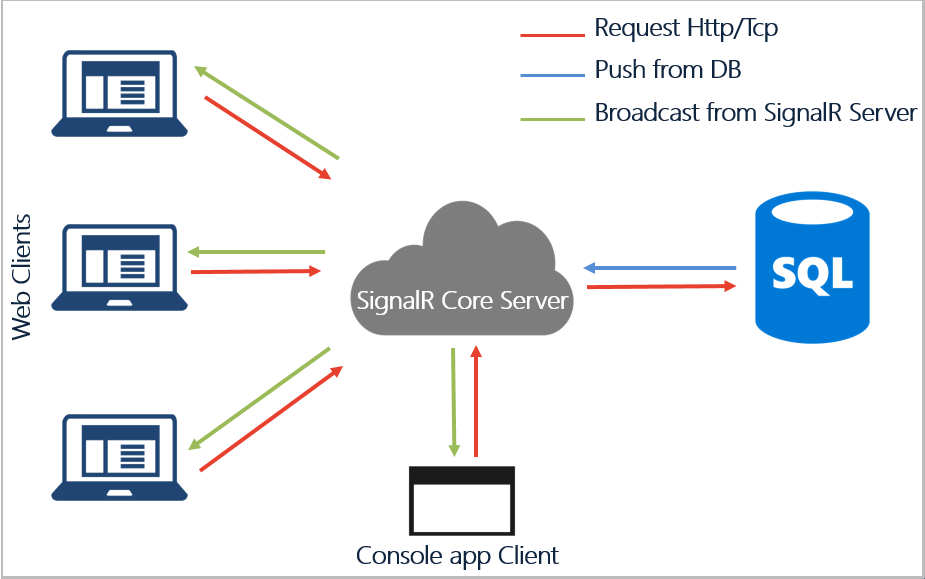 Request Http/Tcp
Push from DB
Broadcast from SignalR Server
Web Clients
SignalR Core Server
SQL
Console app Client